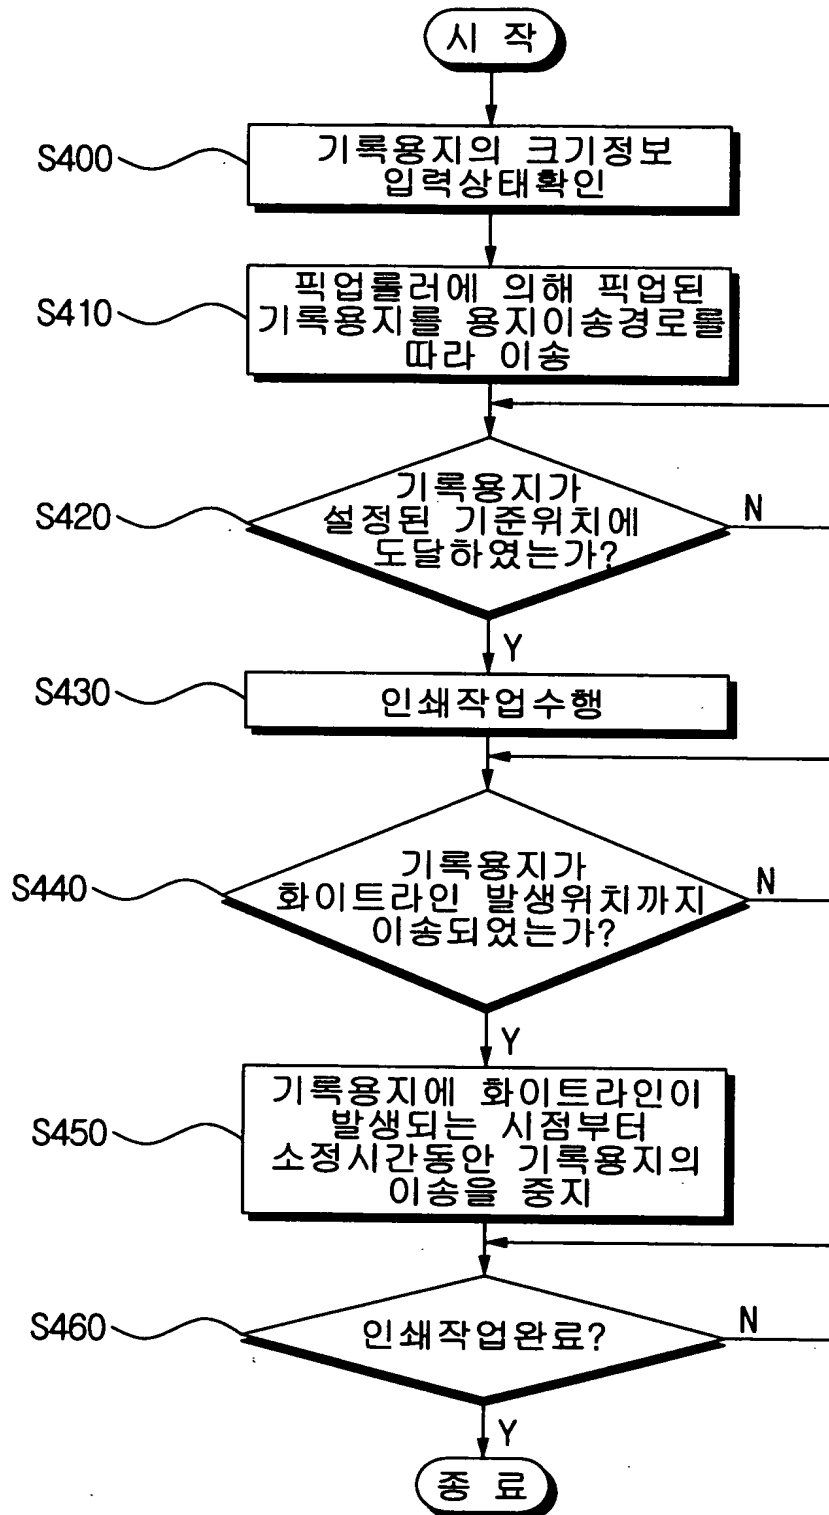 시 작
S400
기록용지의 크기정보
입력상태확인
S410
픽업롤러에 의해 픽업된
기록용지를 용지이송경로를
따라 이송
S420
기록용지가
설정된 기준위치에
도달하였는가?
N
Y
S430
인쇄작업수행
S440
기록용지가
화이트라인 발생위치까지
이송되었는가?
N
Y
S450
기록용지에 화이트라인이
발생되는 시점부터
소정시간동안 기록용지의
이송을 중지
S460
인쇄작업완료?
N
Y
종 료